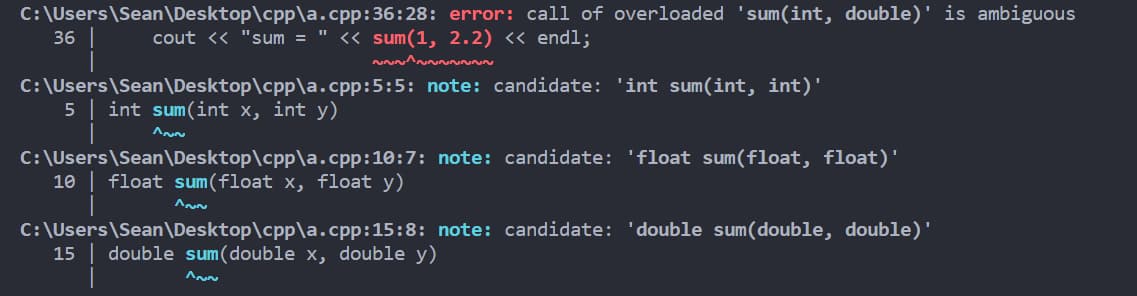 C:\Users\Sean\Desktop\cpp\a.cpp:36:28: error: call of overloaded 'sum(int, double)' is ambiguous
   36 |     cout << "sum = " << sum(1, 2.2) << endl;
      |                         ~~~^~~~~~~~
C:\Users\Sean\Desktop\cpp\a.cpp:5:5: note: candidate: 'int sum(int, int)'
    5 | int sum(int x, int y)
      |     ^~~
C:\Users\Sean\Desktop\cpp\a.cpp:10:7: note: candidate: 'float sum(float, float)'
   10 | float sum(float x, float y)
      |       ^~~
C:\Users\Sean\Desktop\cpp\a.cpp:15:8: note: candidate: 'double sum(double, double)'
   15 | double sum(double x, double y)
      |        ^~~